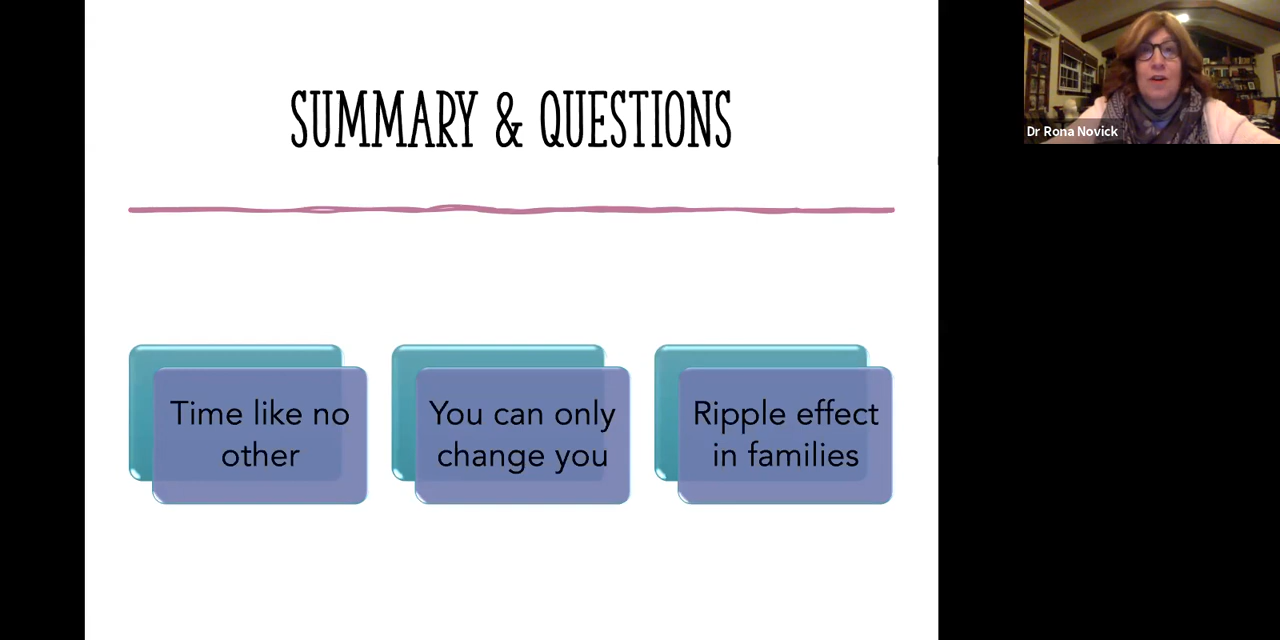 SUMMARY & QUESTIONS
Time like no
other
You can only
change you
Ripple effect
in families
Dr Rona Novick